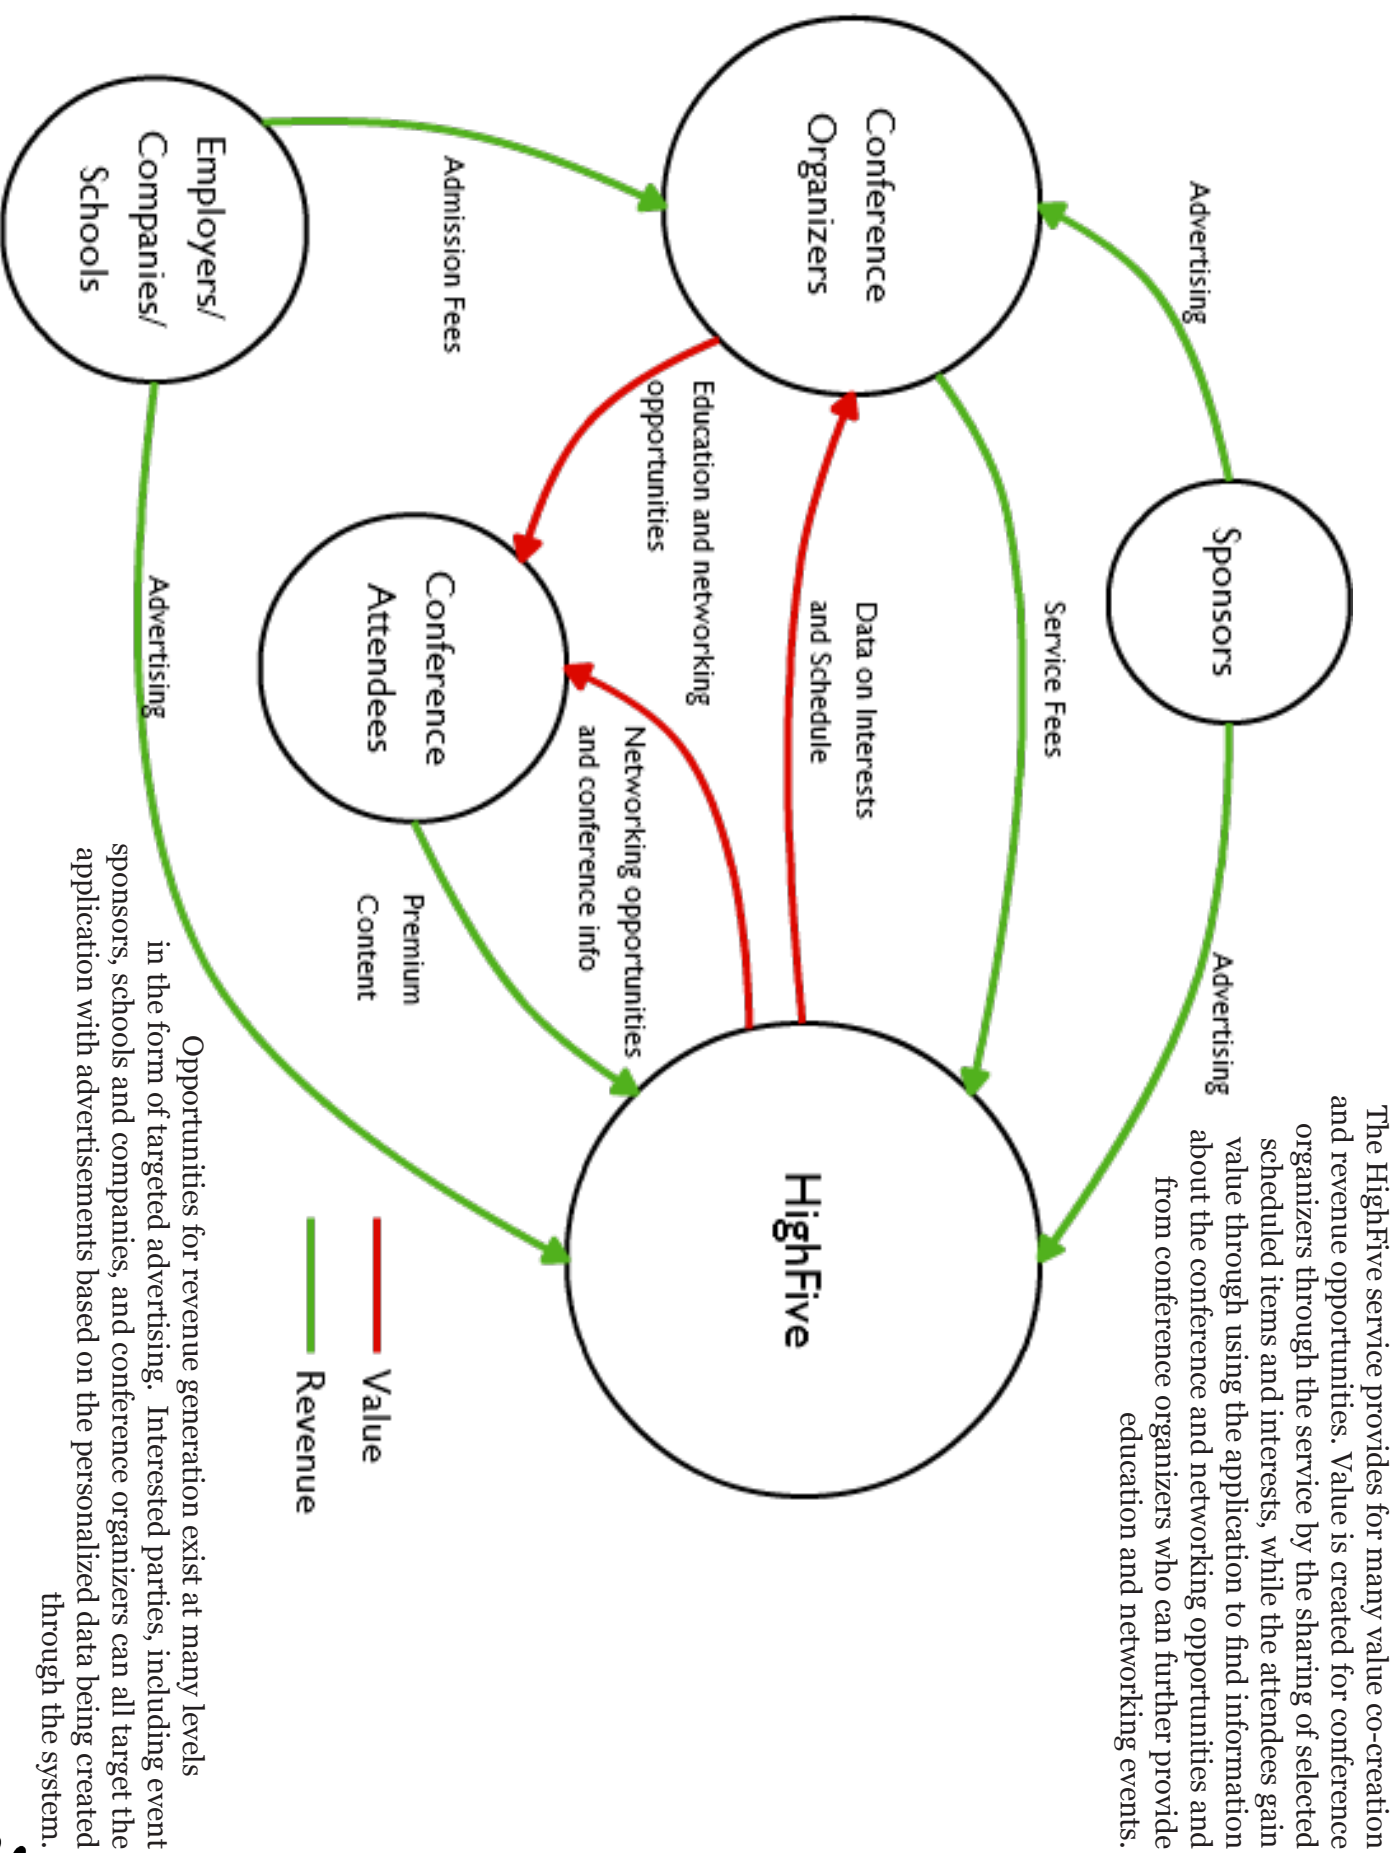 The HighFive service provides for many value co-creation
and revenue opportunities. Value is created for conference
organizers through the service by the sharing of selected
scheduled items and interests, while the attendees gain
value through using the application to find information
about the conference and networking opportunities and
from conference organizers who can further provide
education and networking events.
Advertising
Sponsors
Advertising
Service Fees
Conference
Organizers
Data on Interests
and Schedule
HighFive
Education and networking
opportunities
Networking opportunities
and conference info
Admission Fees
Conference
Attendees
Premium
Content
Employers/
Companies/
Schools
Advertising
Value
Revenue
Opportunities for revenue generation exist at many levels
in the form of targeted advertising. Interested parties, including event
sponsors, schools and companies, and conference organizers can all target the
application with advertisements based on the personalized data being created
through the system.